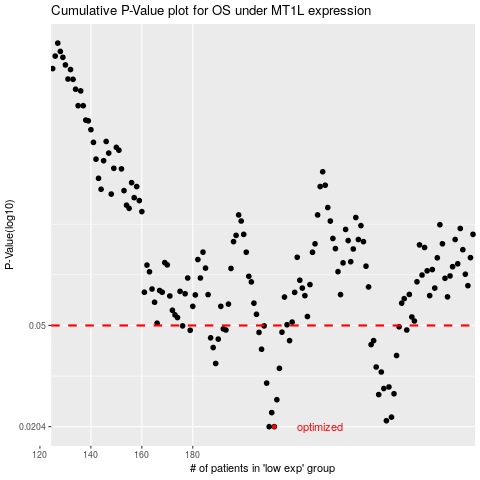 Cumulative P-Value plot for OS under MT1L expression
P-Value(log10)
0.05
0.0204
optimized
120 140 160 180
# of patients in 'low exp' group